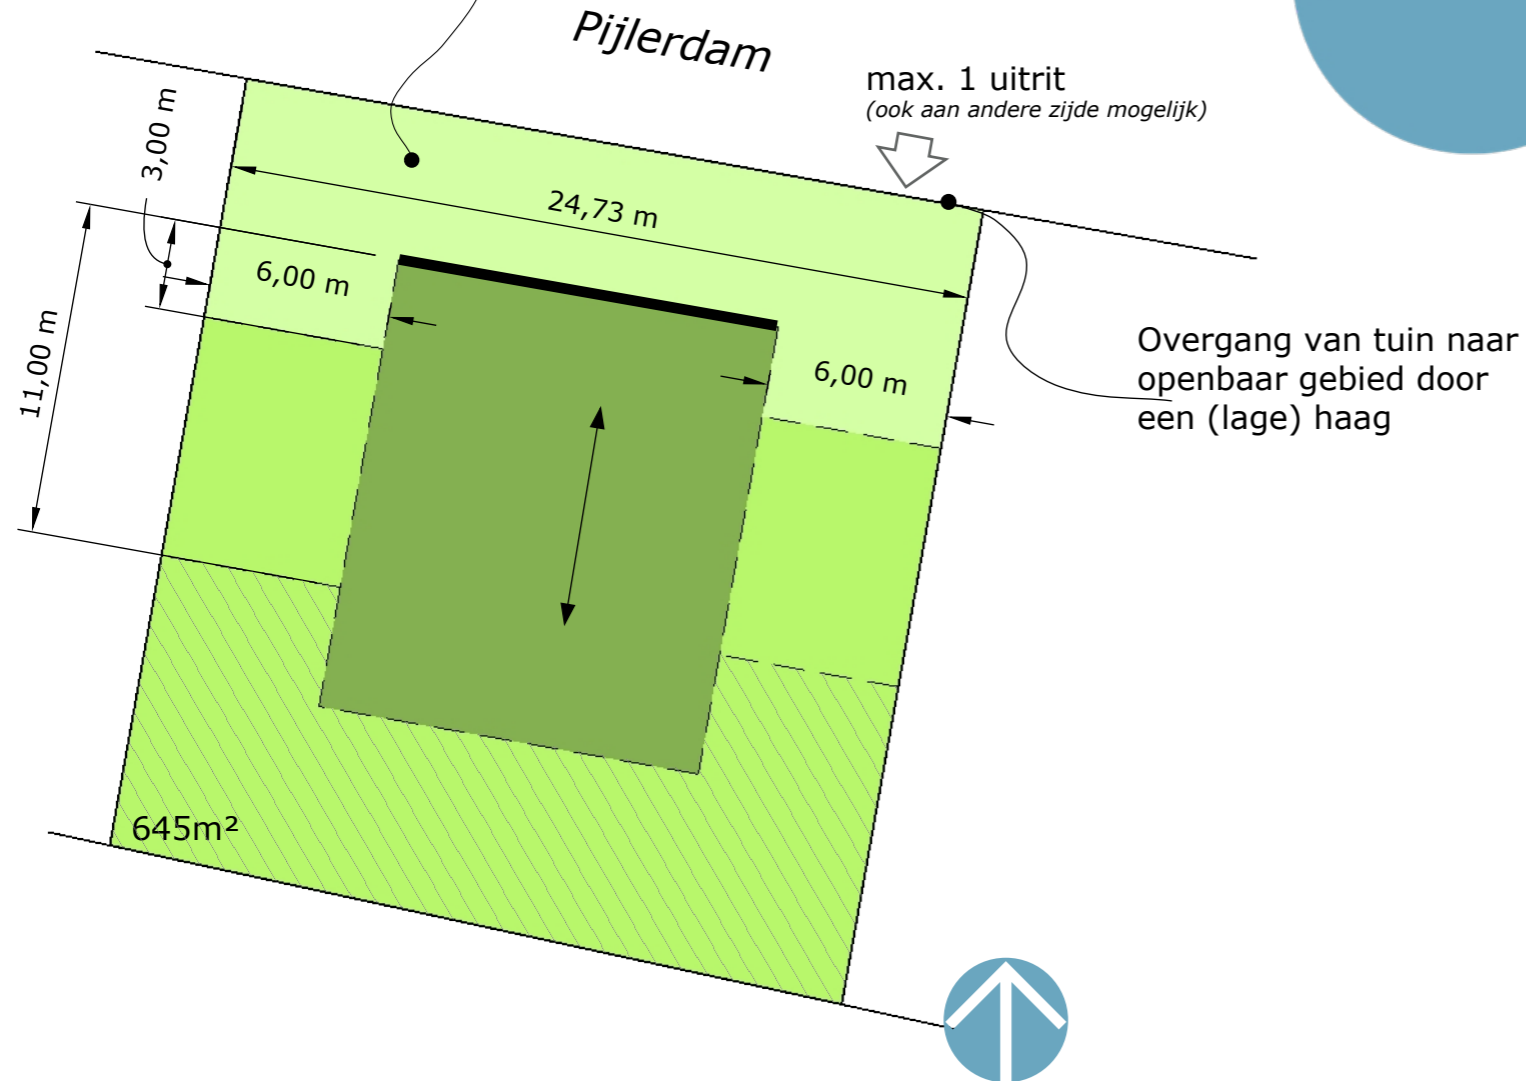 Pijlerdam
max. 1 uitrit
(ook aan andere zijde mogelijk)
3,00 m
24,73 m
6,00 m
11,00 m
6,00 m
Overgang van tuin naar
openbaar gebied door
een (lage) haag
645m²